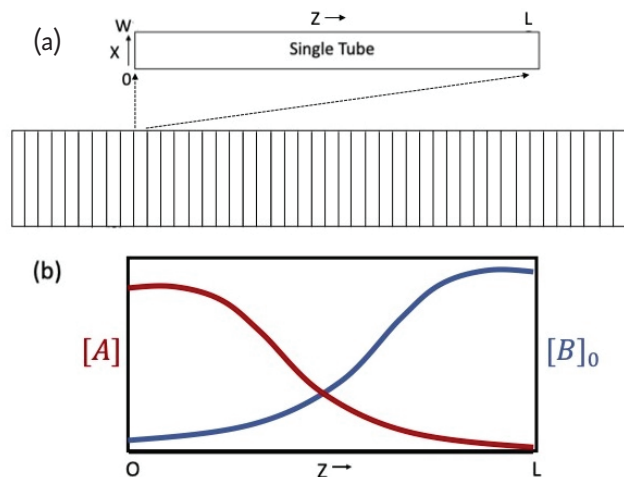 (a)
W
Z → L
X
Single Tube
0
(b)
[A]
[B]₀
O Z → L